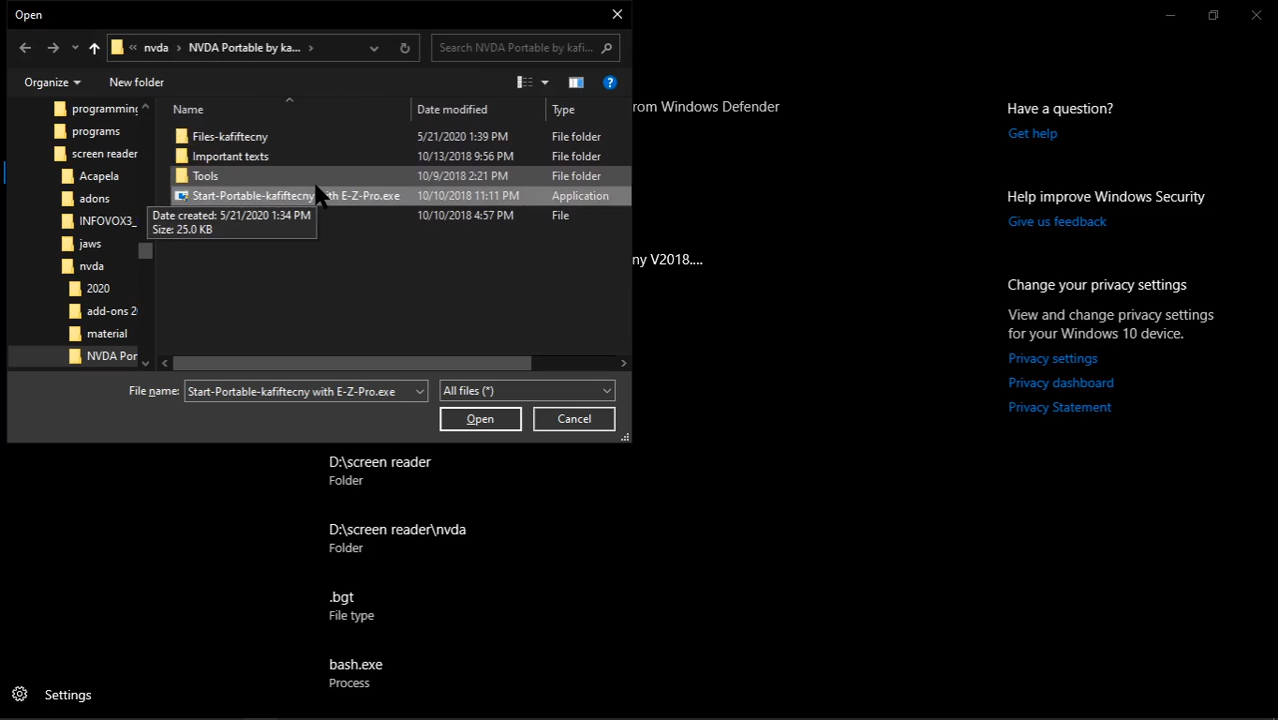 Open
nvda > NVDA Portable by ka... >
Search NVDA Portable by kafi...
Organize
New folder
Name
Date modified
Type
programming
programs
screen reader
Acapela
adons
INFOVOX3_
jaws
nvda
2020
add-ons 2
material
NVDA Por
Files-kafiftecny
5/21/2020 1:39 PM
File folder
Important texts
10/13/2018 9:56 PM
File folder
Tools
10/9/2018 2:21 PM
File folder
Start-Portable-kafiftecny with E-Z-Pro.exe
10/10/2018 11:11 PM
Application
Date created: 5/21/2020 1:34 PM
Size: 25.0 KB
10/10/2018 4:57 PM
File
File name:
Start-Portable-kafiftecny with E-Z-Pro.exe
All files (*)
Open
Cancel
rom Windows Defender
ny V2018....
D:\screen reader
Folder
D:\screen reader\nvda
Folder
.bgt
File type
bash.exe
Process
Settings
Have a question?
Get help
Help improve Windows Security
Give us feedback
Change your privacy settings
View and change privacy settings
for your Windows 10 device.
Privacy settings
Privacy dashboard
Privacy Statement